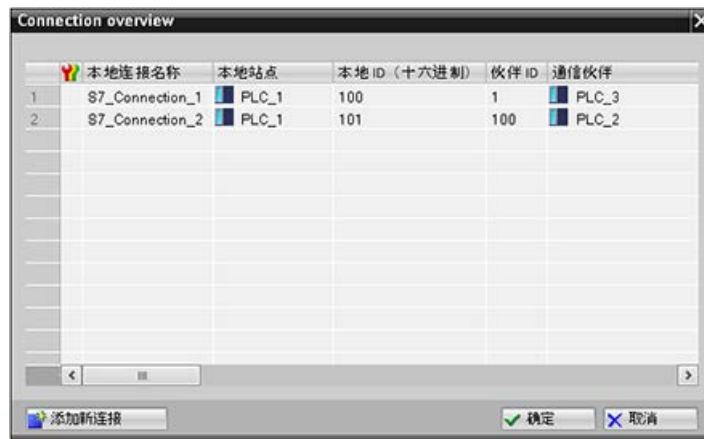 Connection overview
本地连接名称 本地站点 本地 ID（十六进制） 伙伴 ID 通信伙伴
1 S7_Connection_1 PLC_1 100 1 PLC_3
2 S7_Connection_2 PLC_1 101 100 PLC_2
添加新连接 确定 取消